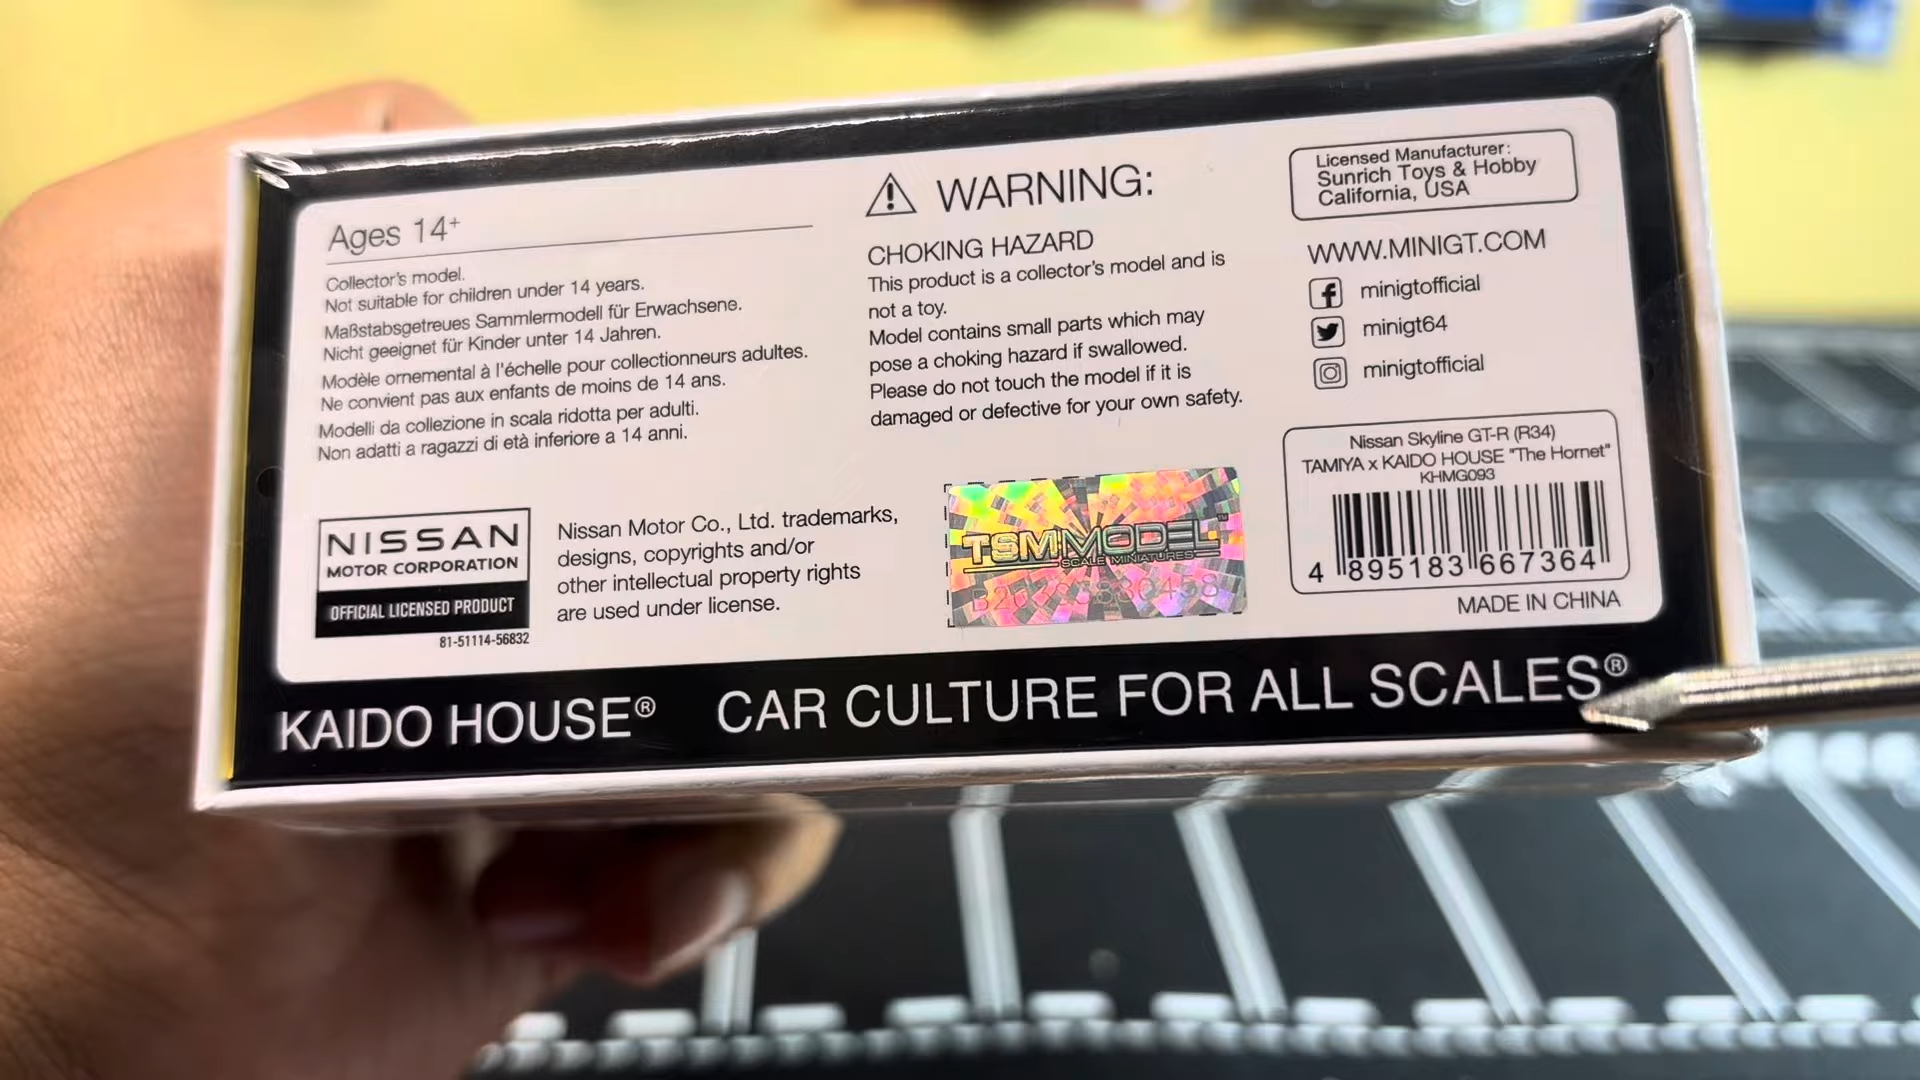 Ages 14+
Collector's model.
Not suitable for children under 14 years.
Maßstabsgetreues Sammlermodell für Erwachsene.
Nicht geeignet für Kinder unter 14 Jahren.
Modèle ornemental à l'échelle pour collectionneurs adultes.
Ne convient pas aux enfants de moins de 14 ans.
Modelli da collezione in scala ridotta per adulti.
Non adatti a ragazzi di età inferiore a 14 anni.
NISSAN
MOTOR CORPORATION
OFFICIAL LICENSED PRODUCT
81-51114-56832
Nissan Motor Co., Ltd. trademarks,
designs, copyrights and/or
other intellectual property rights
are used under license.
WARNING:
CHOKING HAZARD
This product is a collector's model and is
not a toy.
Model contains small parts which may
pose a choking hazard if swallowed.
Please do not touch the model if it is
damaged or defective for your own safety.
TSM MODEL™
SCALE MINIATURES
Licensed Manufacturer:
Sunrich Toys & Hobby
California, USA
WWW.MINIGT.COM
minigtofficial
minigt64
minigtofficial
Nissan Skyline GT-R (R34)
TAMIYA x KAIDO HOUSE "The Hornet"
KHMG093
4 895183 667364
MADE IN CHINA
KAIDO HOUSE® CAR CULTURE FOR ALL SCALES®